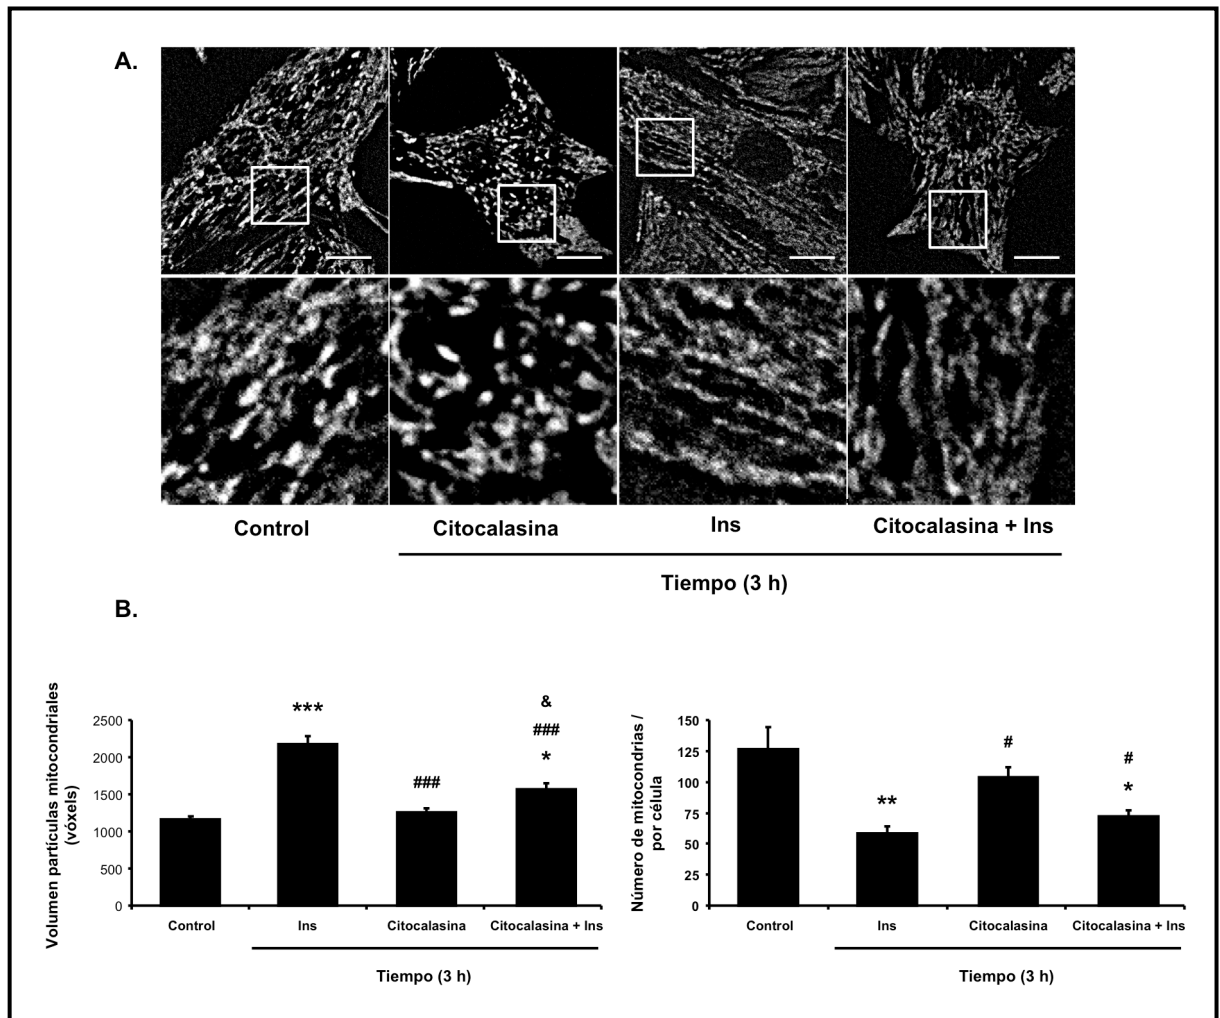 A.
Control
Citocalasina
Ins
Citocalasina + Ins
Tiempo (3 h)
B.
Volumen partículas mitocondriales
(vóxels)
2500
2000
1500
1000
500
0
***
###
&
###
*
Control
Ins
Citocalasina
Citocalasina + Ins
Tiempo (3 h)
Número de mitocondrias /
por célula
150
125
100
75
50
25
0
**
#
#
*
Control
Ins
Citocalasina
Citocalasina + Ins
Tiempo (3 h)